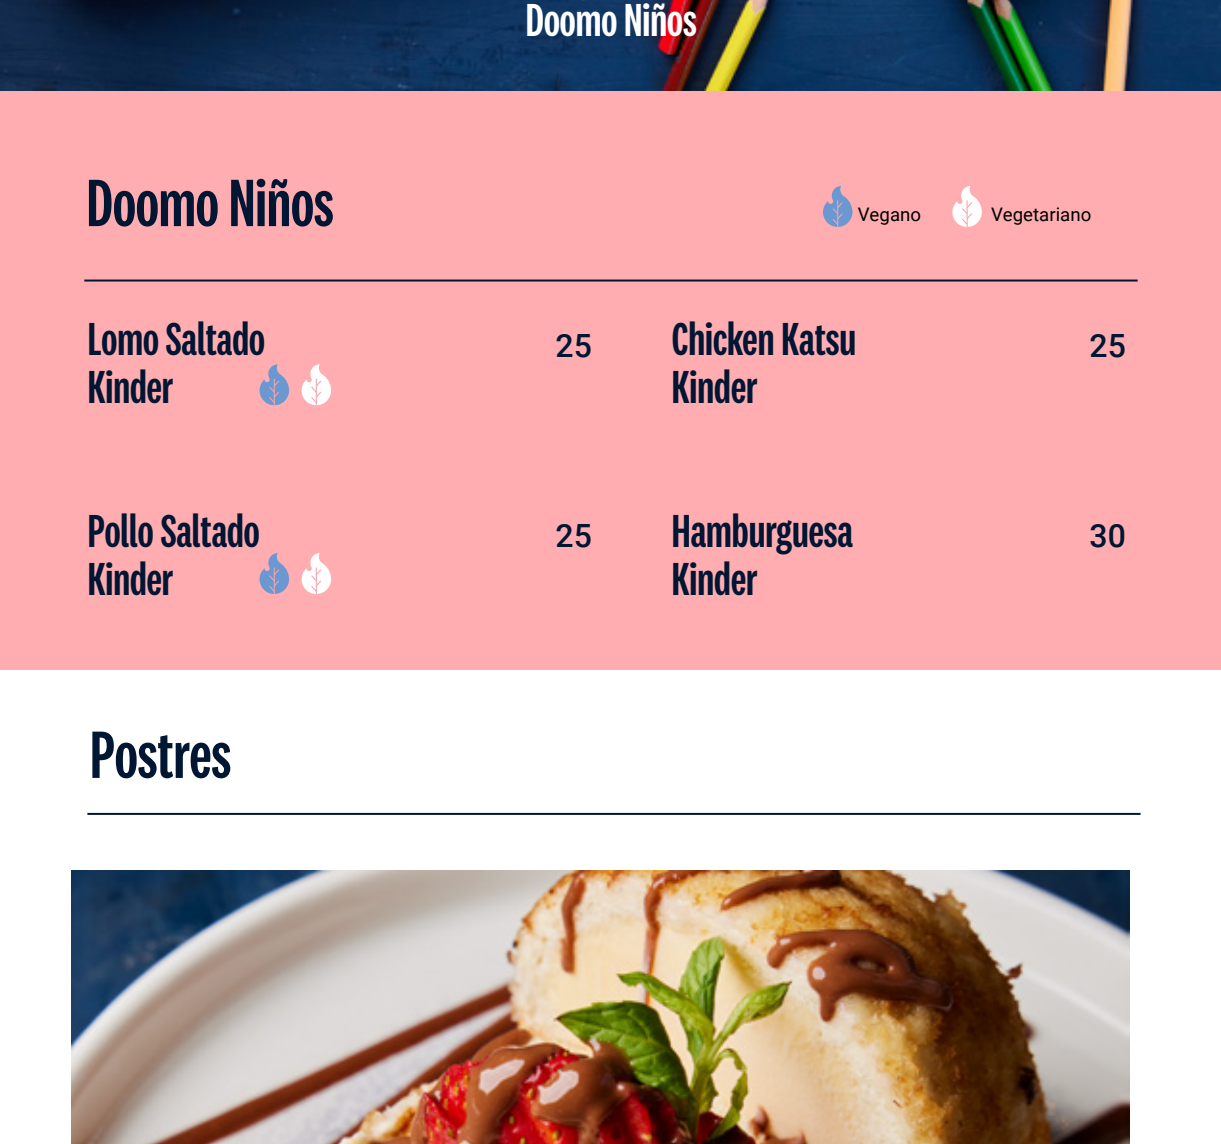 Doomo Niños
Doomo Niños
Vegano
Vegetariano
Lomo Saltado
Kinder
25
Chicken Katsu
Kinder
25
Pollo Saltado
Kinder
25
Hamburguesa
Kinder
30
Postres